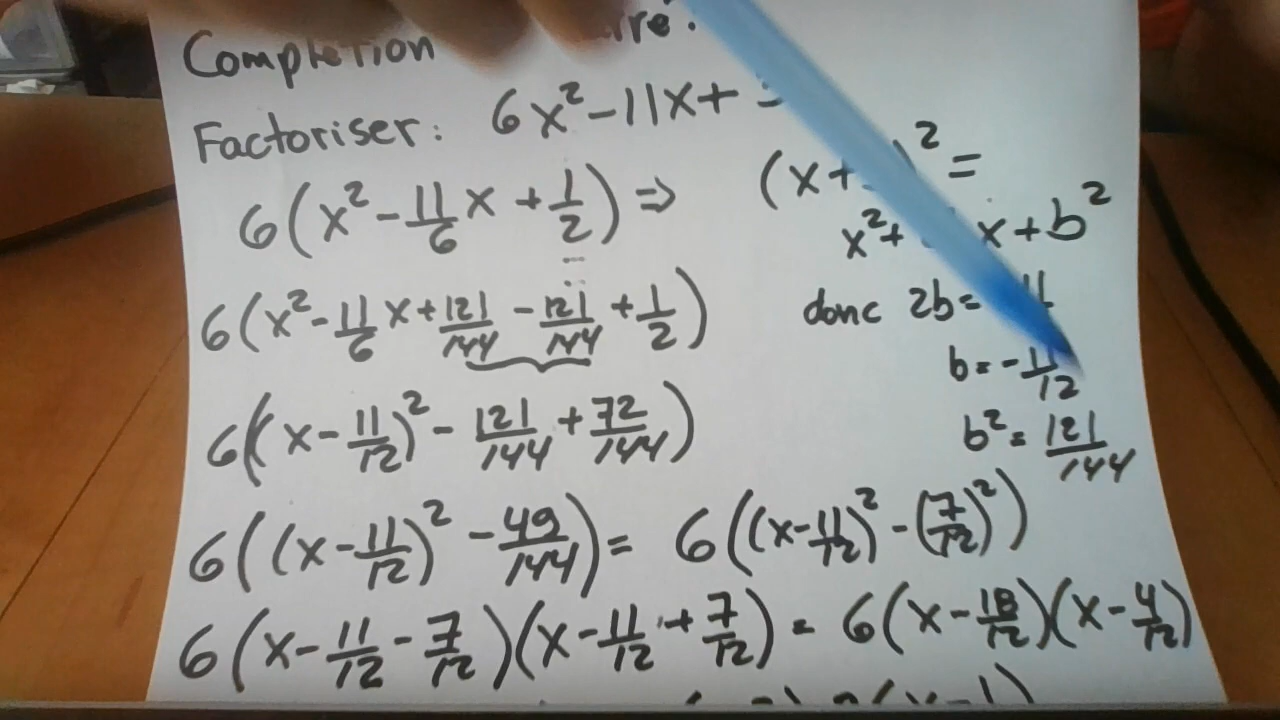 Completion
Factoriser: 6x² - 11x +
6(x² - 11/6 x + 1/2) ⇒ (x+ )² =
x² + x + b²
6(x² - 11/6 x + 121/144 - 121/144 + 1/2)
donc 2b =
b = - 11/12
6((x - 11/12)² - 121/144 + 72/144)
b² = 121/144
6((x - 11/12)² - 49/144) = 6((x - 11/12)² - (7/12)²)
6(x - 11/12 - 7/12)(x - 11/12 + 7/12) = 6(x - 18/12)(x - 4/12)